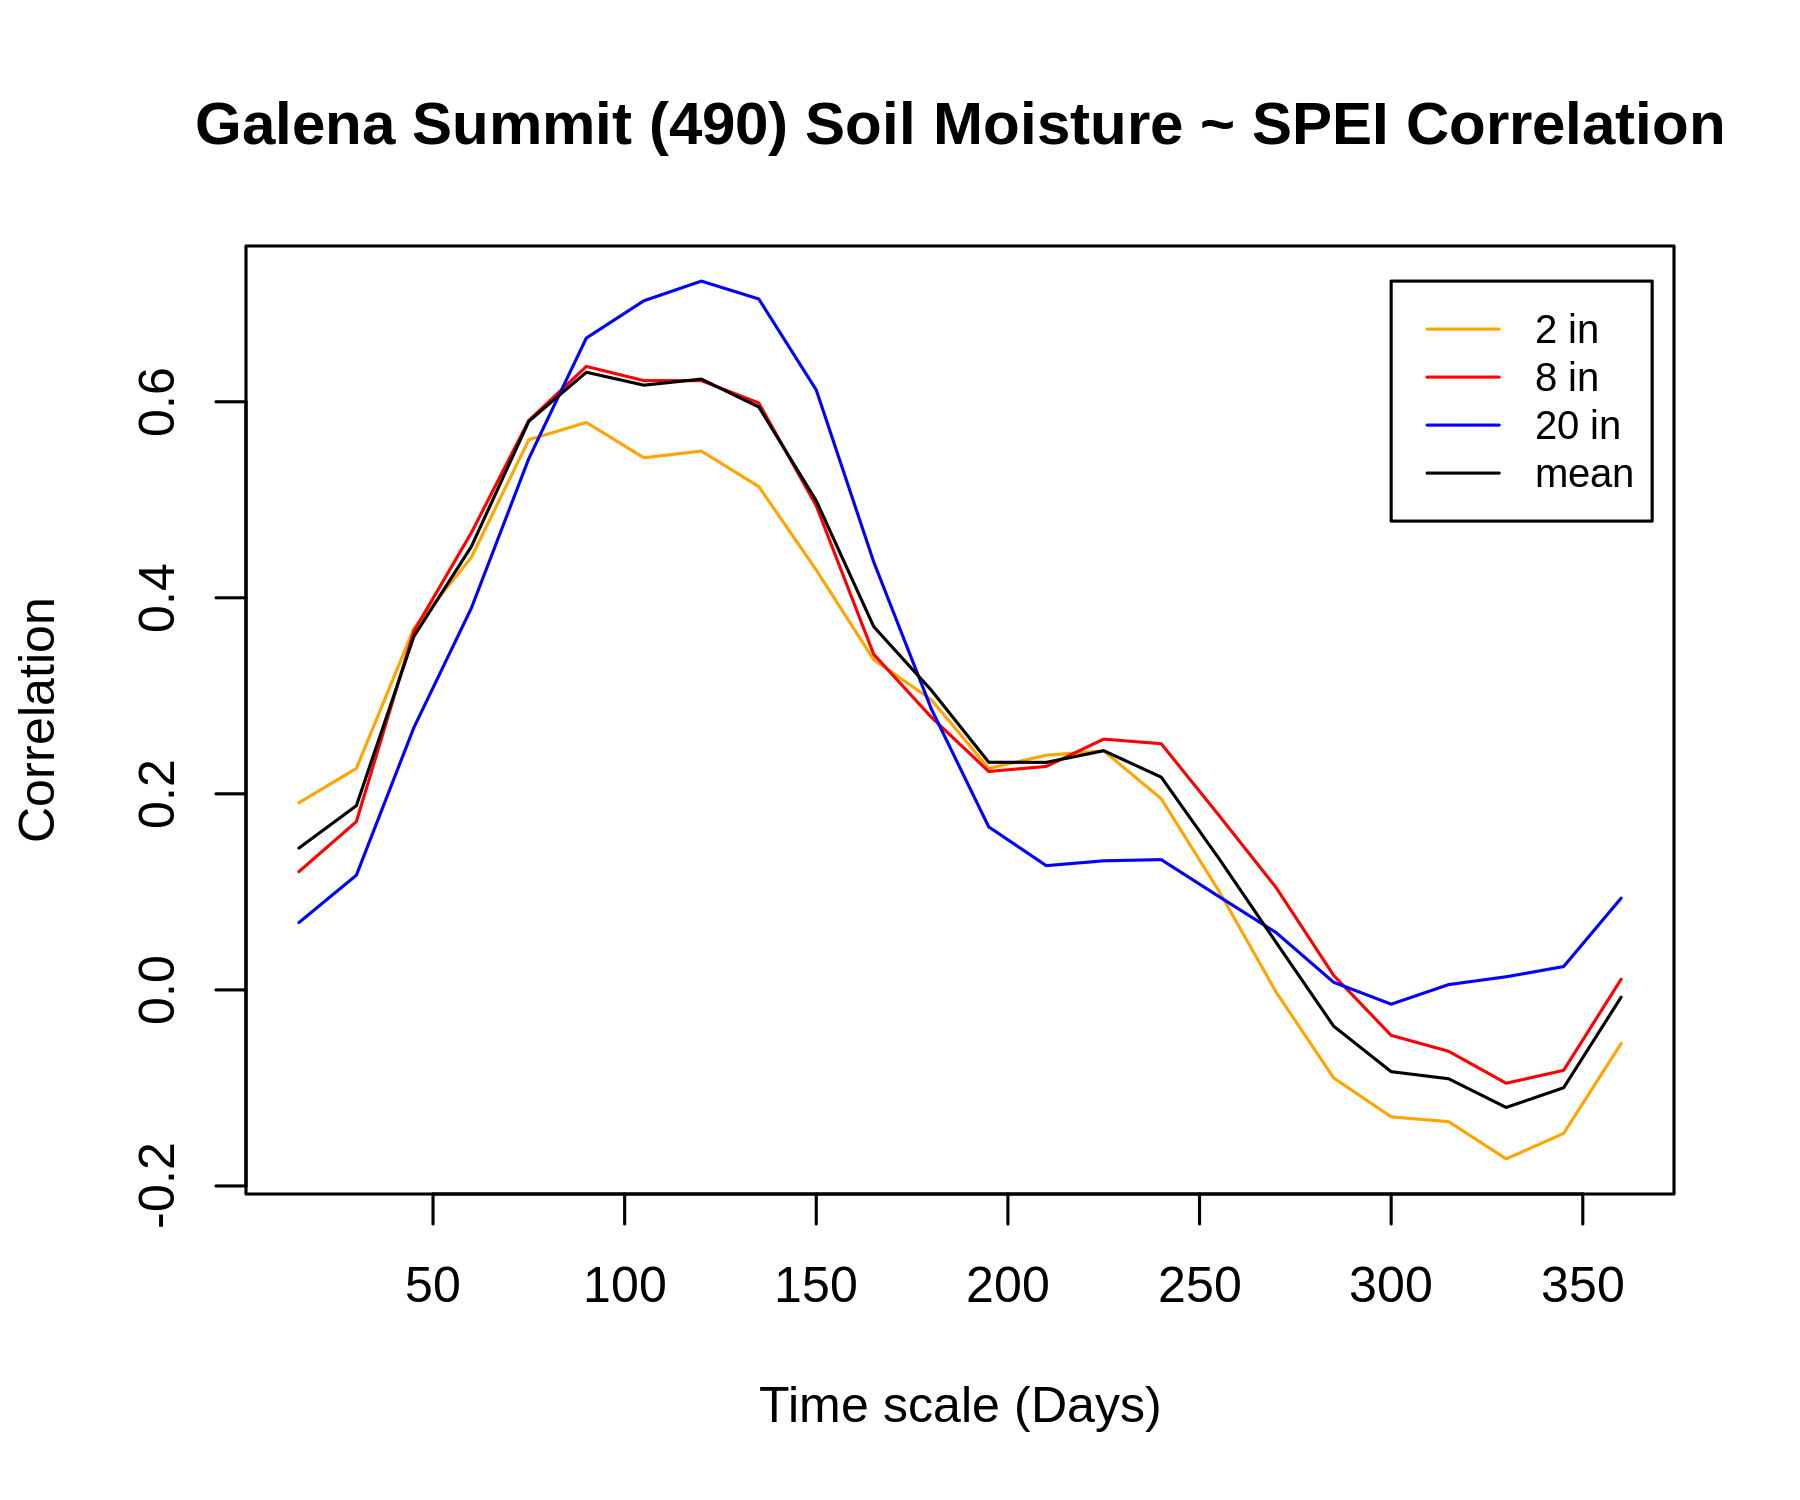 Galena Summit (490) Soil Moisture ~ SPEI Correlation
2 in
8 in
20 in
mean
Correlation
0.6
0.4
0.2
0.0
-0.2
50 100 150 200 250 300 350
Time scale (Days)